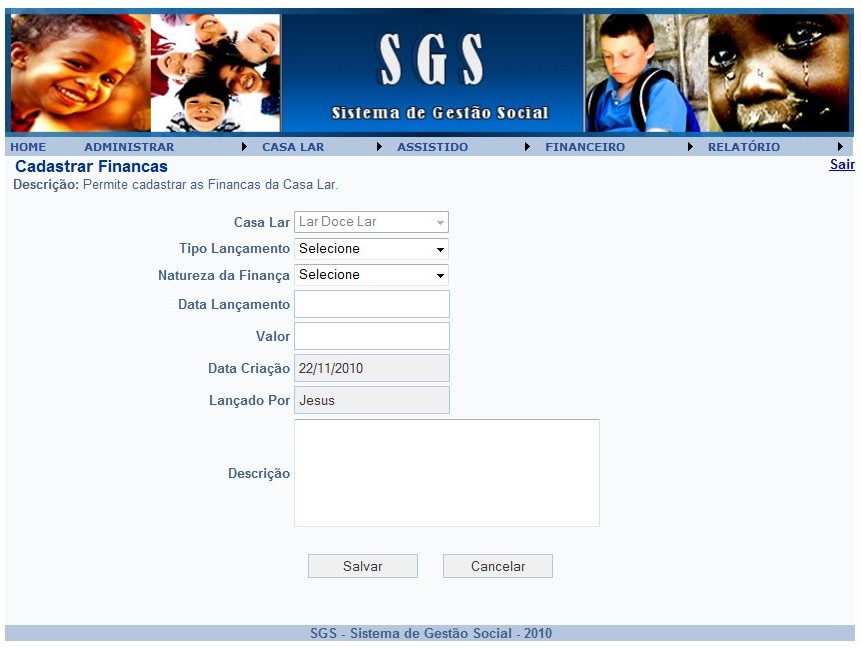 SGS
Sistema de Gestão Social
HOME ADMINISTRAR CASA LAR ASSISTIDO FINANCEIRO RELATÓRIO
Cadastrar Financas Sair
Descrição: Permite cadastrar as Financas da Casa Lar.
Casa Lar Lar Doce Lar
Tipo Lançamento Selecione
Natureza da Finança Selecione
Data Lançamento
Valor
Data Criação 22/11/2010
Lançado Por Jesus
Descrição
Salvar Cancelar
SGS - Sistema de Gestão Social - 2010